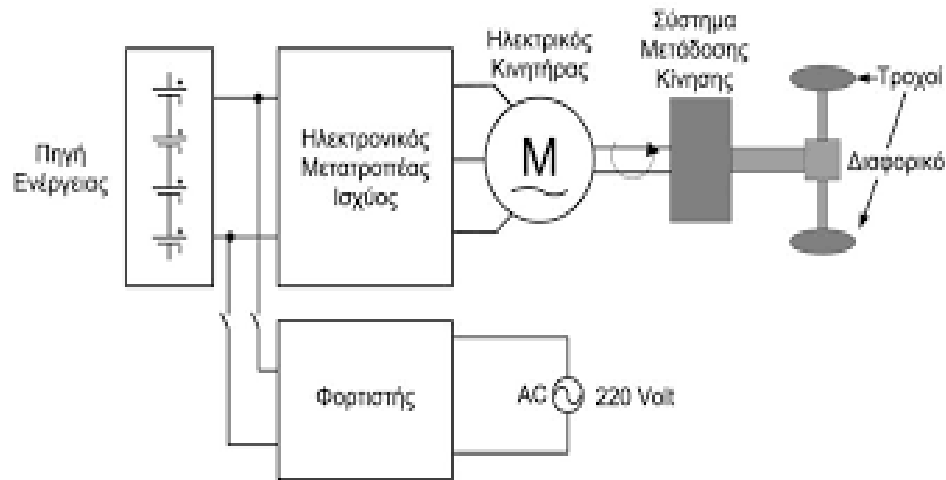 Πηγή
Ενέργειας
Ηλεκτρονικός
Μετατροπέας
Ισχύος
Ηλεκτρικός
Κινητήρας
M
Σύστημα
Μετάδοσης
Κίνησης
Τροχοί
Διαφορικό
Φορτιστής
AC 220 Volt